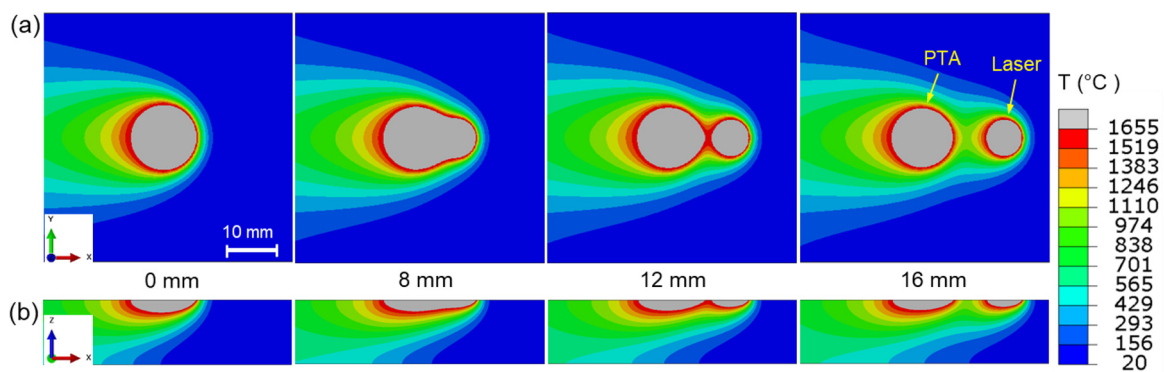 (a)
PTA
Laser
T (°C)
1655
1519
1383
1246
1110
974
838
701
565
429
293
156
20
Y
X
10 mm
0 mm
8 mm
12 mm
16 mm
(b)
Z
X